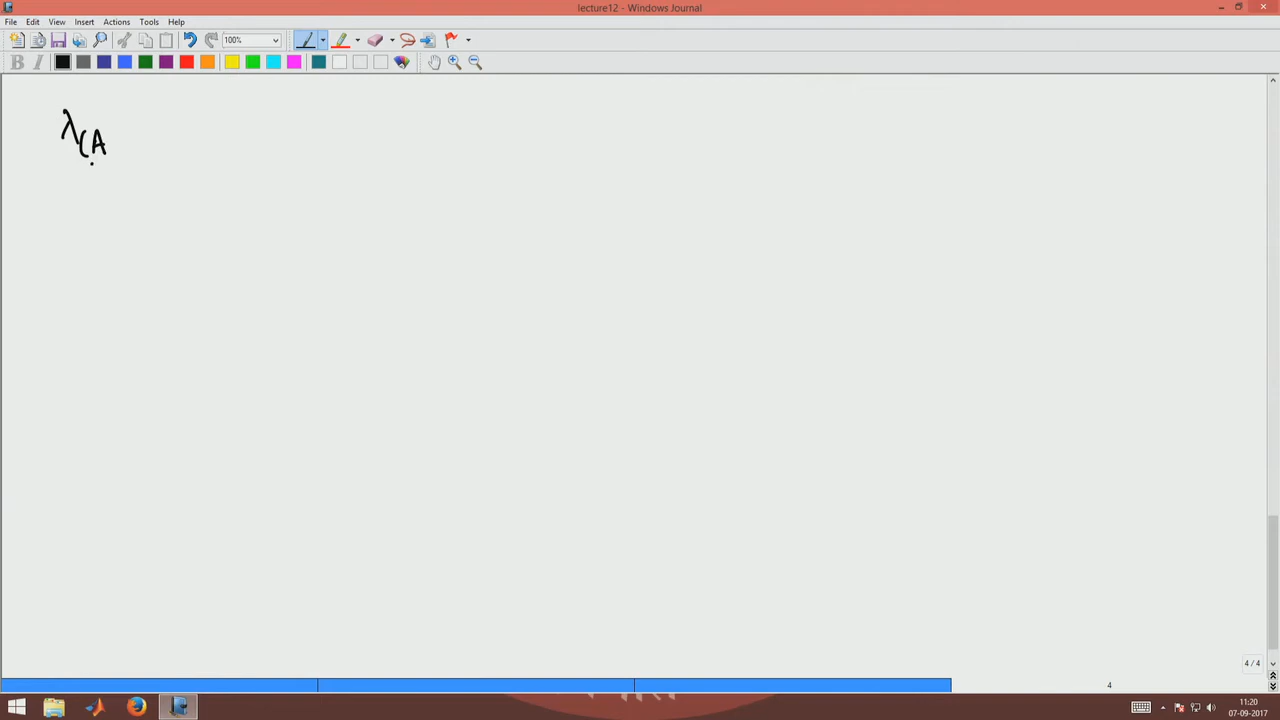 lecture12 - Windows Journal
File Edit View Insert Actions Tools Help
100%
B I
λ(A
4 / 4
4
11:20
07-09-2017